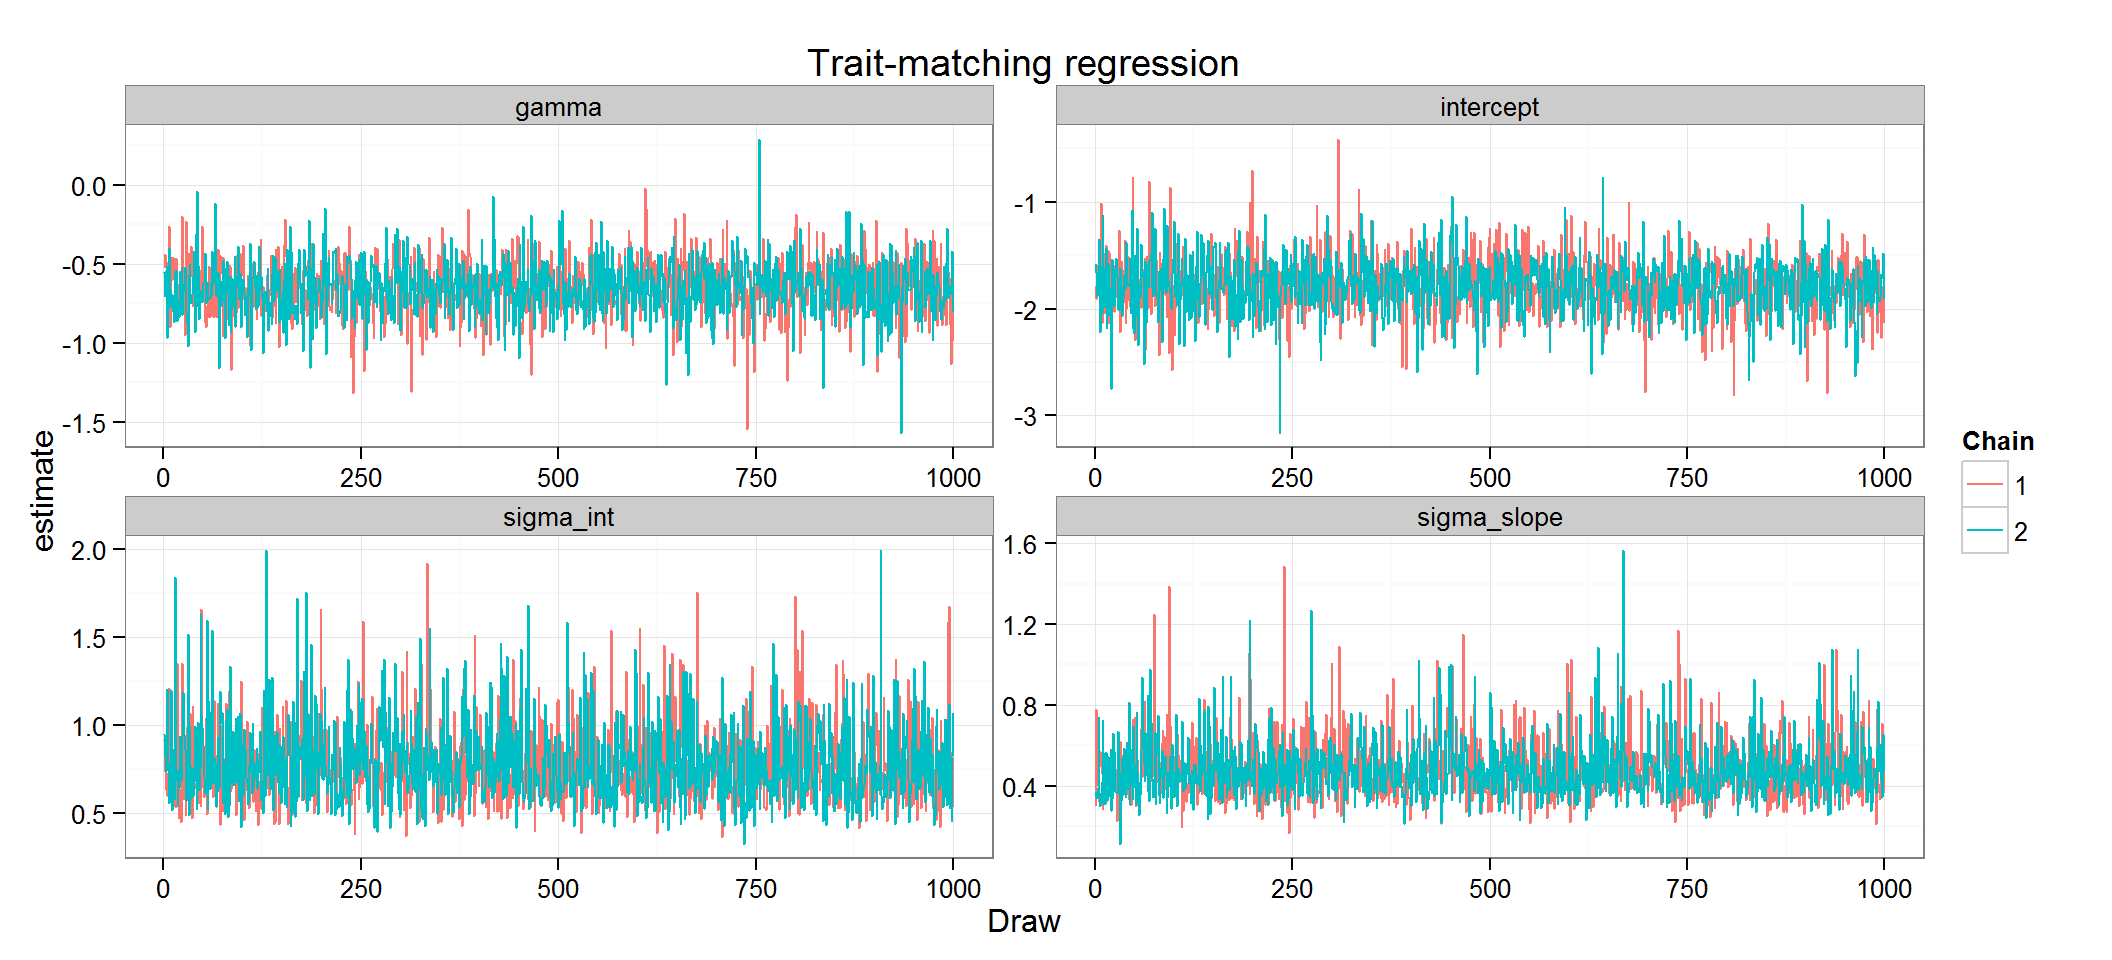 Trait-matching regression
gamma
intercept
0.0
-0.5
-1.0
-1.5
-1
-2
-3
0 250 500 750 1000
0 250 500 750 1000
estimate
sigma_int
sigma_slope
2.0
1.5
1.0
0.5
1.6
1.2
0.8
0.4
0 250 500 750 1000
0 250 500 750 1000
Draw
Chain
1
2